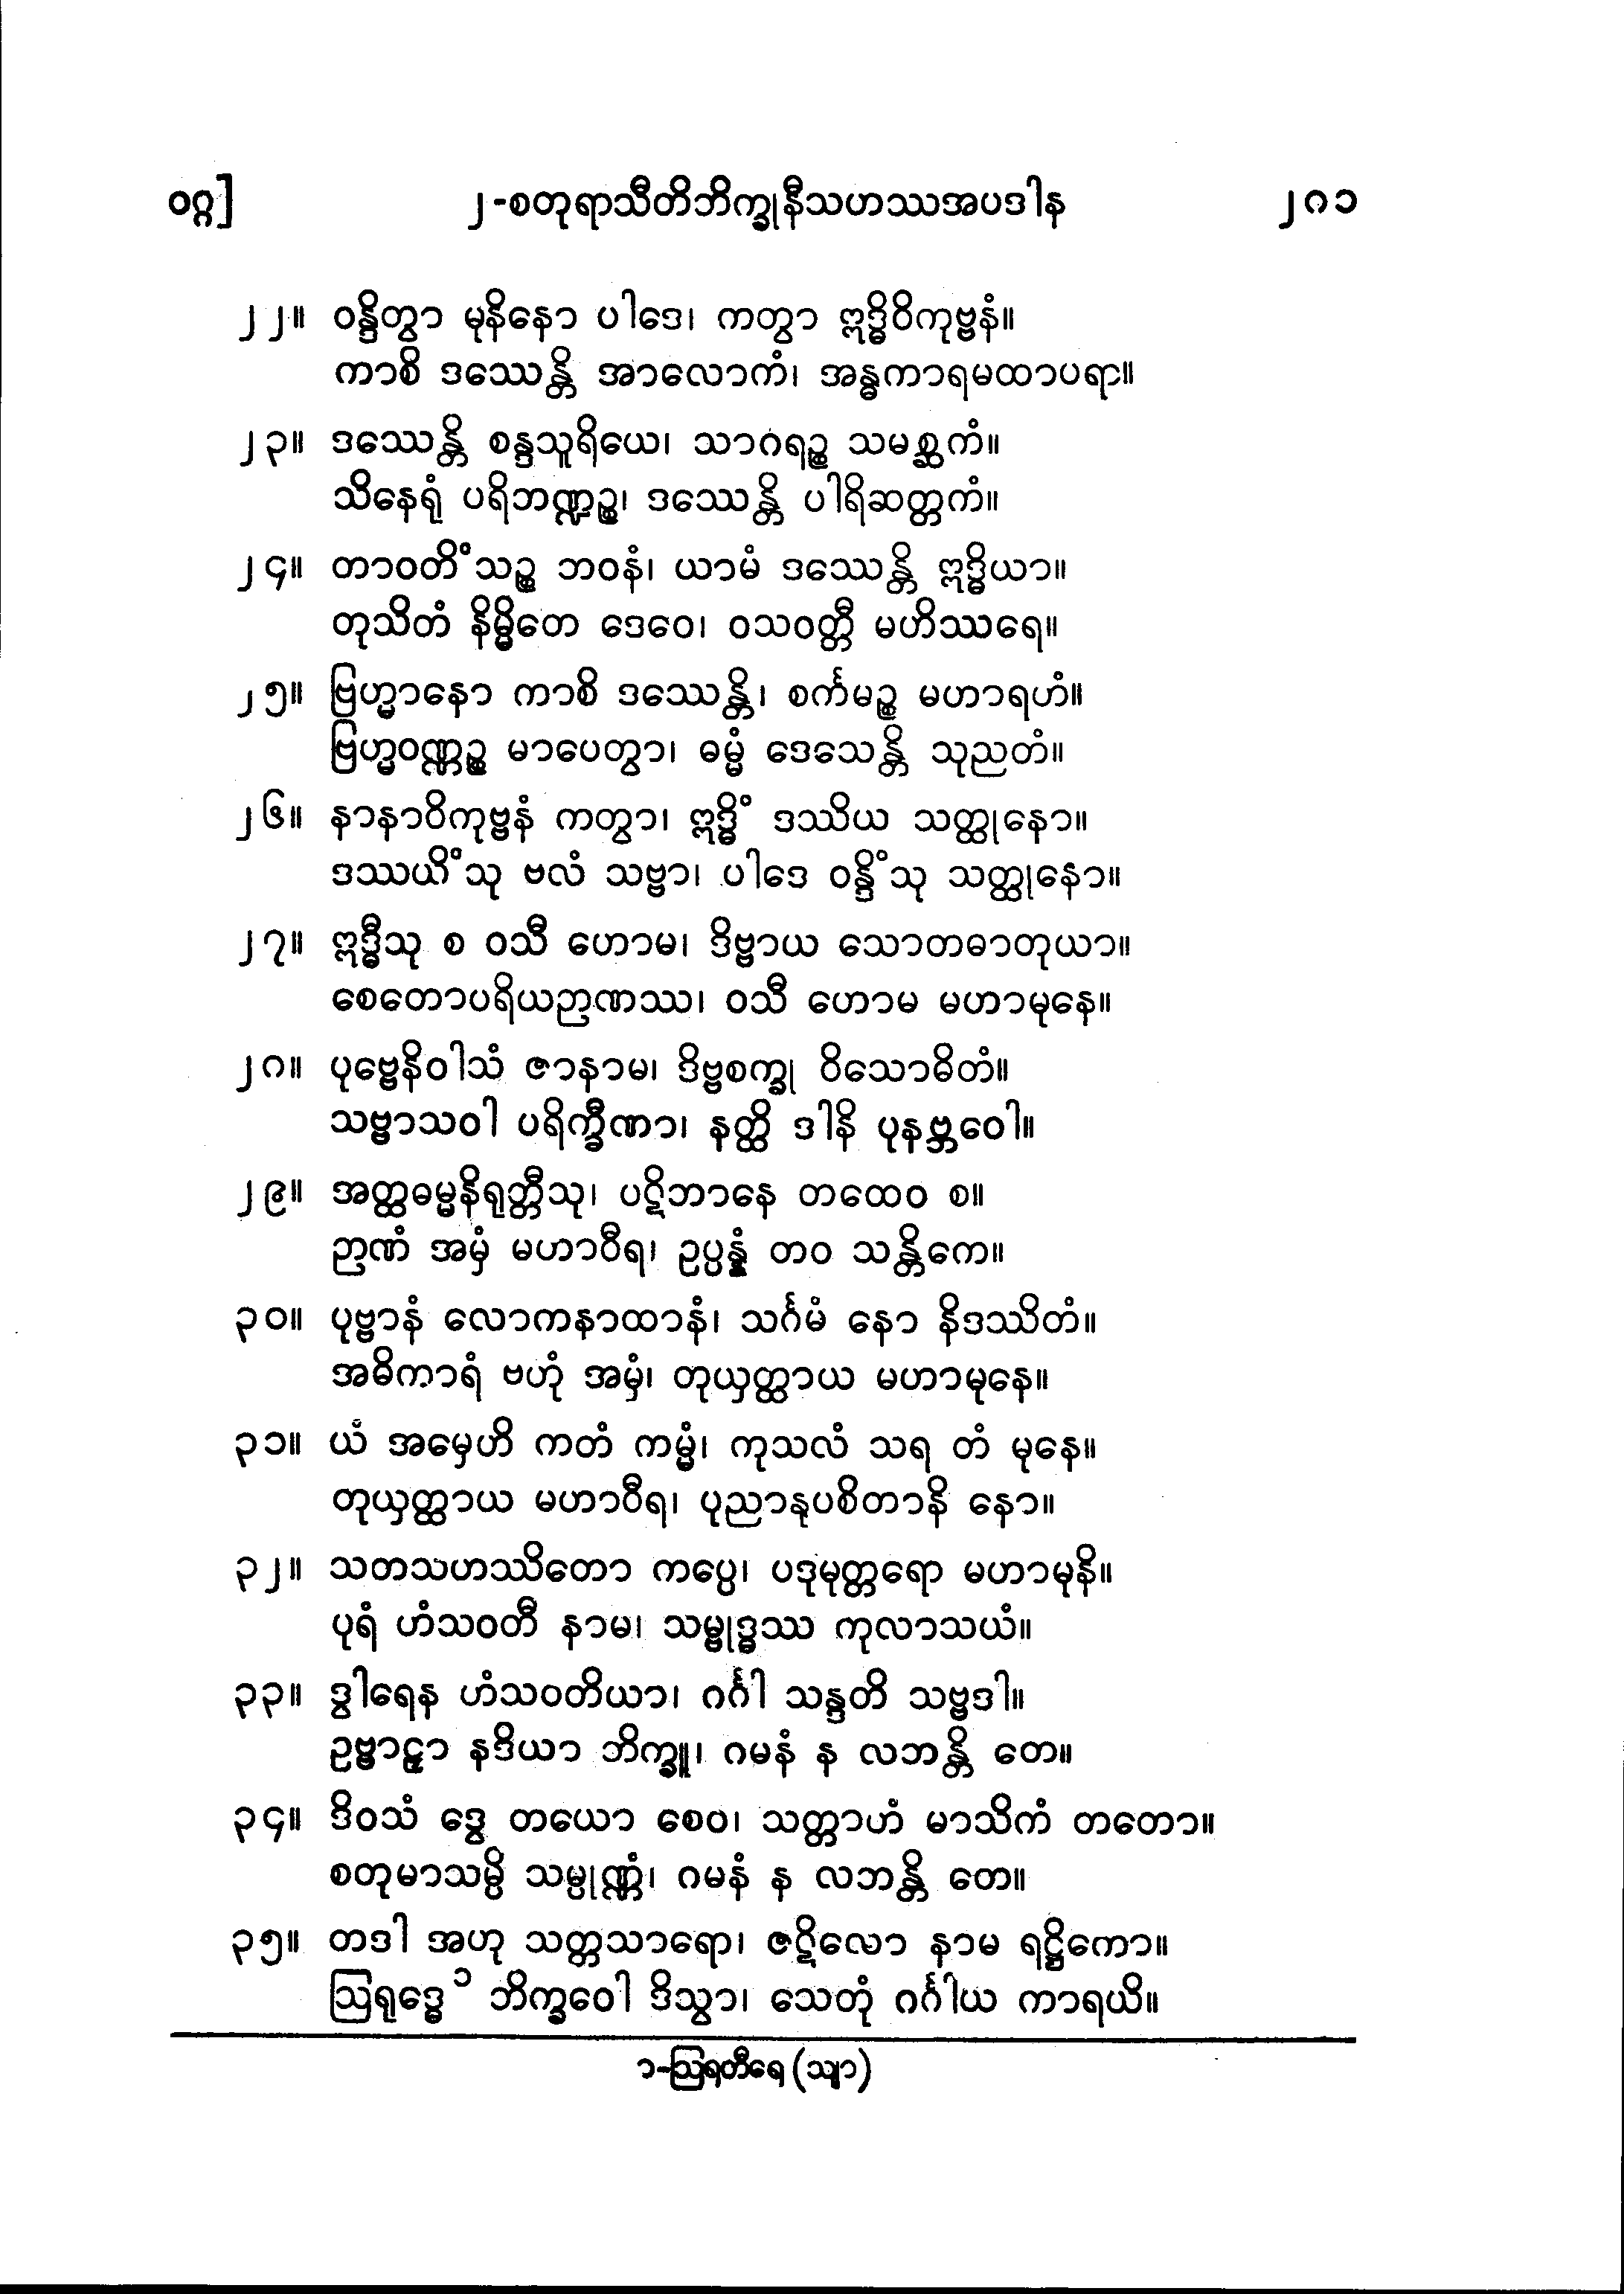 ဝဂ္ဂ] ၂-စတုရာသီတိဘိက္ခုနီသဟဿအပဒါန ၂၈၁
၂၂။ ဝန္ဒိတွာ မုနိနော ပါဒေ၊ ကတွာ ဣဒ္ဓိဝိကုဗ္ဗနံ။
ကာစိ ဒဿေန္တိ အာလောကံ၊ အန္ဓကာရမထာပရာ။
၂၃။ ဒဿေန္တိ စန္ဒသူရိယေ၊ သာဂရဉ္စ သမစ္ဆကံ။
သိနေရုံ ပရိဘဏ္ဍဉ္စ၊ ဒဿေန္တိ ပါရိဆတ္တကံ။
၂၄။ တာဝတိံသဉ္စ ဘဝနံ၊ ယာမံ ဒဿေန္တိ ဣဒ္ဓိယာ။
တုသိတံ နိမ္မိတေ ဒေဝေ၊ ဝသဝတ္တီ မဟိဿရေ။
၂၅။ ဗြဟ္မာနော ကာစိ ဒဿေန္တိ၊ စင်္ကမဉ္စ မဟာရဟံ။
ဗြဟ္မဝဏ္ဏဉ္စ မာပေတွာ၊ ဓမ္မံ ဒေသေန္တိ သုညတံ။
၂၆။ နာနာဝိကုဗ္ဗနံ ကတွာ၊ ဣဒ္ဓိံ ဒဿိယ သတ္ထုနော။
ဒဿယိံသု ဗလံ သဗ္ဗာ၊ ပါဒေ ဝန္ဒိံသု သတ္ထုနော။
၂၇။ ဣဒ္ဓီသု စ ဝသီ ဟောမ၊ ဒိဗ္ဗာယ သောတဓာတုယာ။
စေတောပရိယဉာဏဿ၊ ဝသီ ဟောမ မဟာမုနေ။
၂၈။ ပုဗ္ဗေနိဝါသံ ဇာနာမ၊ ဒိဗ္ဗစက္ခု ဝိသောဓိတံ။
သဗ္ဗာသဝါ ပရိက္ခီဏာ၊ နတ္ထိ ဒါနိ ပုနဗ္ဘဝေါ။
၂၉။ အတ္ထဓမ္မနိရုတ္တီသု၊ ပဋိဘာနေ တထေဝ စ။
ဉာဏံ အမှံ မဟာဝီရ၊ ဥပ္ပန္နံ တဝ သန္တိကေ။
၃၀။ ပုဗ္ဗာနံ လောကနာထာနံ၊ သင်္ဂမံ နော နိဒဿိတံ။
အဓိကာရံ ဗဟုံ အမှံ၊ တုယှတ္ထာယ မဟာမုနေ။
၃၁။ ယံ အမှေဟိ ကတံ ကမ္မံ၊ ကုသလံ သရ တံ မုနေ။
တုယှတ္ထာယ မဟာဝီရ၊ ပုညာနုပစိတာနိ နော။
၃၂။ သတသဟဿိတော ကပ္ပေ၊ ပဒုမုတ္တရော မဟာမုနိ။
ပုရံ ဟံသဝတီ နာမ၊ သမ္ဗုဒ္ဓဿ ကုလာသယံ။
၃၃။ ဒွါရေန ဟံသဝတိယာ၊ ဂင်္ဂါ သန္ဒတိ သဗ္ဗဒါ။
ဥဗ္ဗာဠှာ နဒိယာ ဘိက္ခူ၊ ဂမနံ န လဘန္တိ တေ။
၃၄။ ဒိဝသံ ဒွေ တယော စေဝ၊ သတ္တာဟံ မာသိကံ တတော။
စတုမာသမ္ပိ သမ္ပုဏ္ဏံ၊ ဂမနံ န လဘန္တိ တေ။
၃၅။ တဒါ အဟု သတ္တသာရော၊ ဇဋိလော နာမ ရဋ္ဌိကော။
ဩရုဒ္ဓေ ၁ ဘိက္ခဝေါ ဒိသွာ၊ သေတုံ ဂင်္ဂါယ ကာရယိ။
၁-ဩရတီရေ (သျာ)